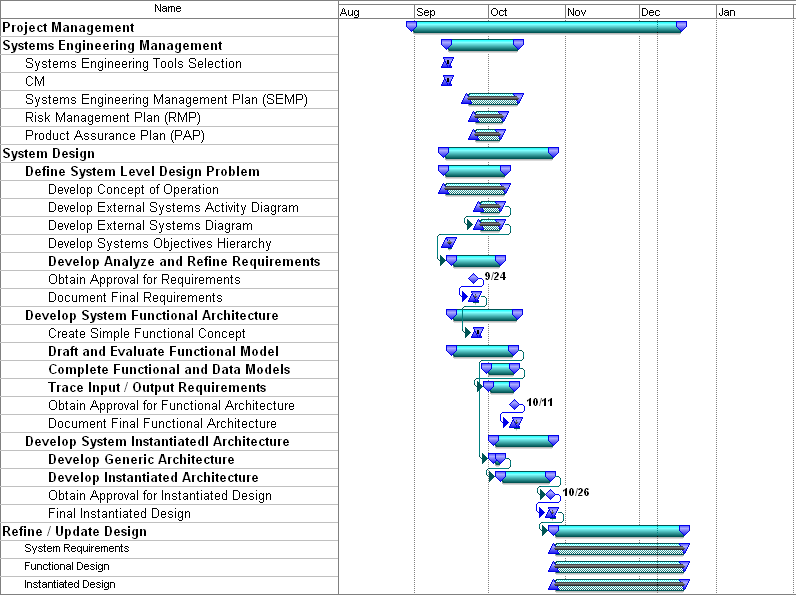 Name Aug Sep Oct Nov Dec Jan
Project Management
Systems Engineering Management
Systems Engineering Tools Selection
CM
Systems Engineering Management Plan (SEMP)
Risk Management Plan (RMP)
Product Assurance Plan (PAP)
System Design
Define System Level Design Problem
Develop Concept of Operation
Develop External Systems Activity Diagram
Develop External Systems Diagram
Develop Systems Objectives Hierarchy
Develop Analyze and Refine Requirements
Obtain Approval for Requirements 9/24
Document Final Requirements
Develop System Functional Architecture
Create Simple Functional Concept
Draft and Evaluate Functional Model
Complete Functional and Data Models
Trace Input / Output Requirements
Obtain Approval for Functional Architecture 10/11
Document Final Functional Architecture
Develop System Instantiatedl Architecture
Develop Generic Architecture
Develop Instantiated Architecture
Obtain Approval for Instantiated Design 10/26
Final Instantiated Design
Refine / Update Design
System Requirements
Functional Design
Instantiated Design